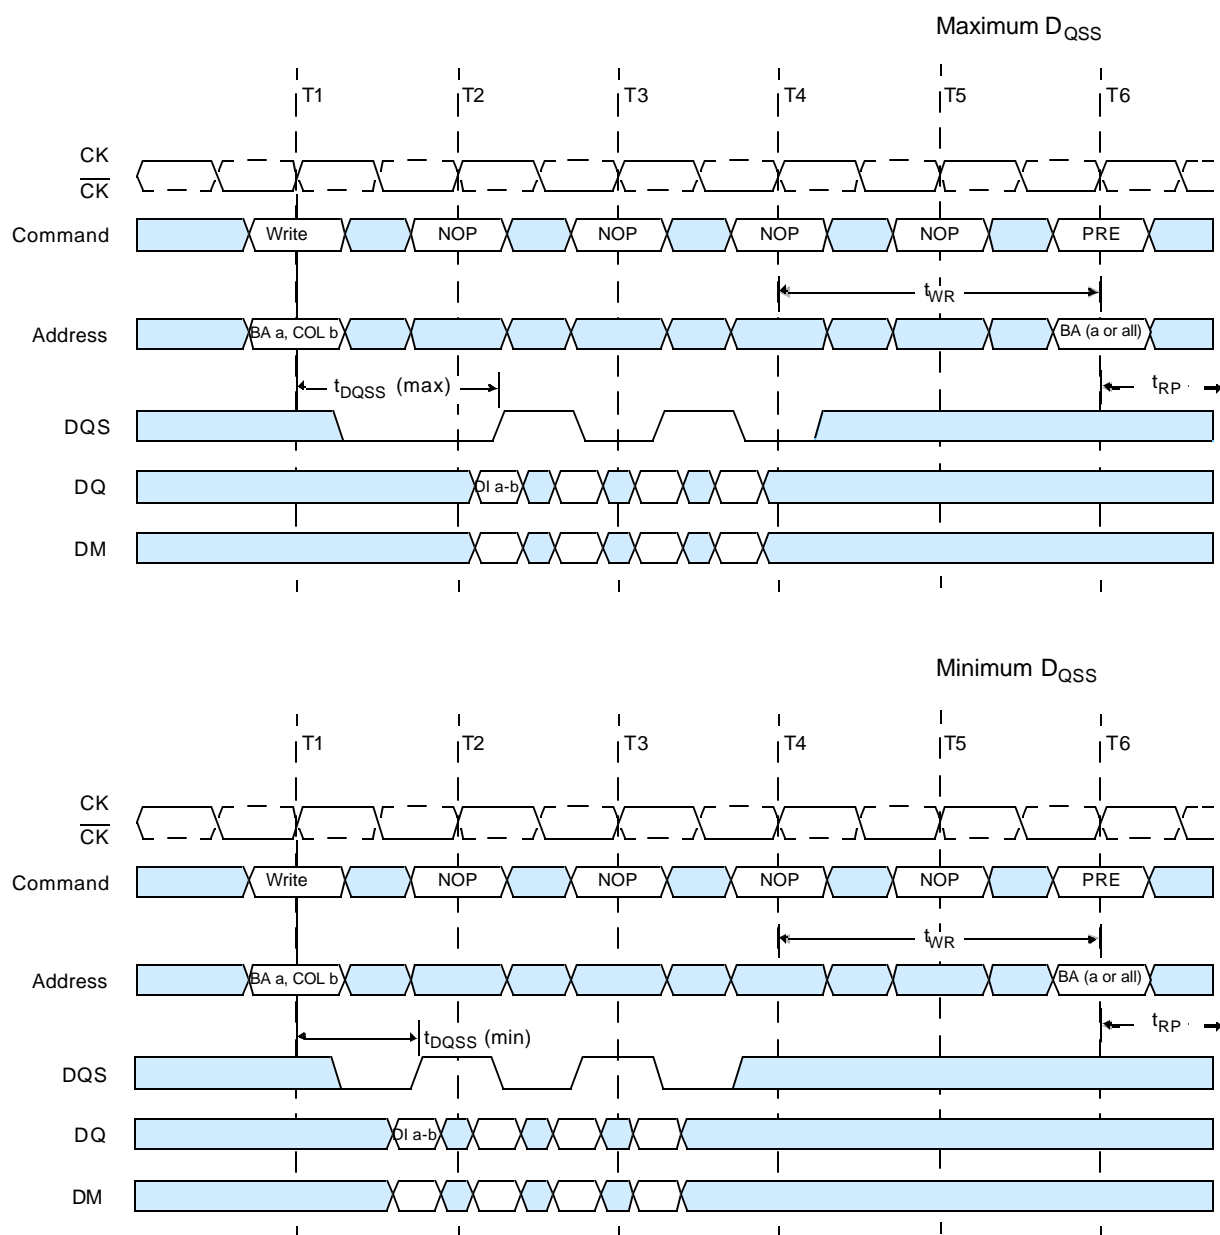 Maximum DQSS
T1 T2 T3 T4 T5 T6
CK
CK
Command Write NOP NOP NOP NOP PRE
tWR
Address BA a, COL b BA (a or all)
tDQSS (max) tRP
DQS
DQ DI a-b
DM
Minimum DQSS
T1 T2 T3 T4 T5 T6
CK
CK
Command Write NOP NOP NOP NOP PRE
tWR
Address BA a, COL b BA (a or all)
tDQSS (min) tRP
DQS
DQ DI a-b
DM